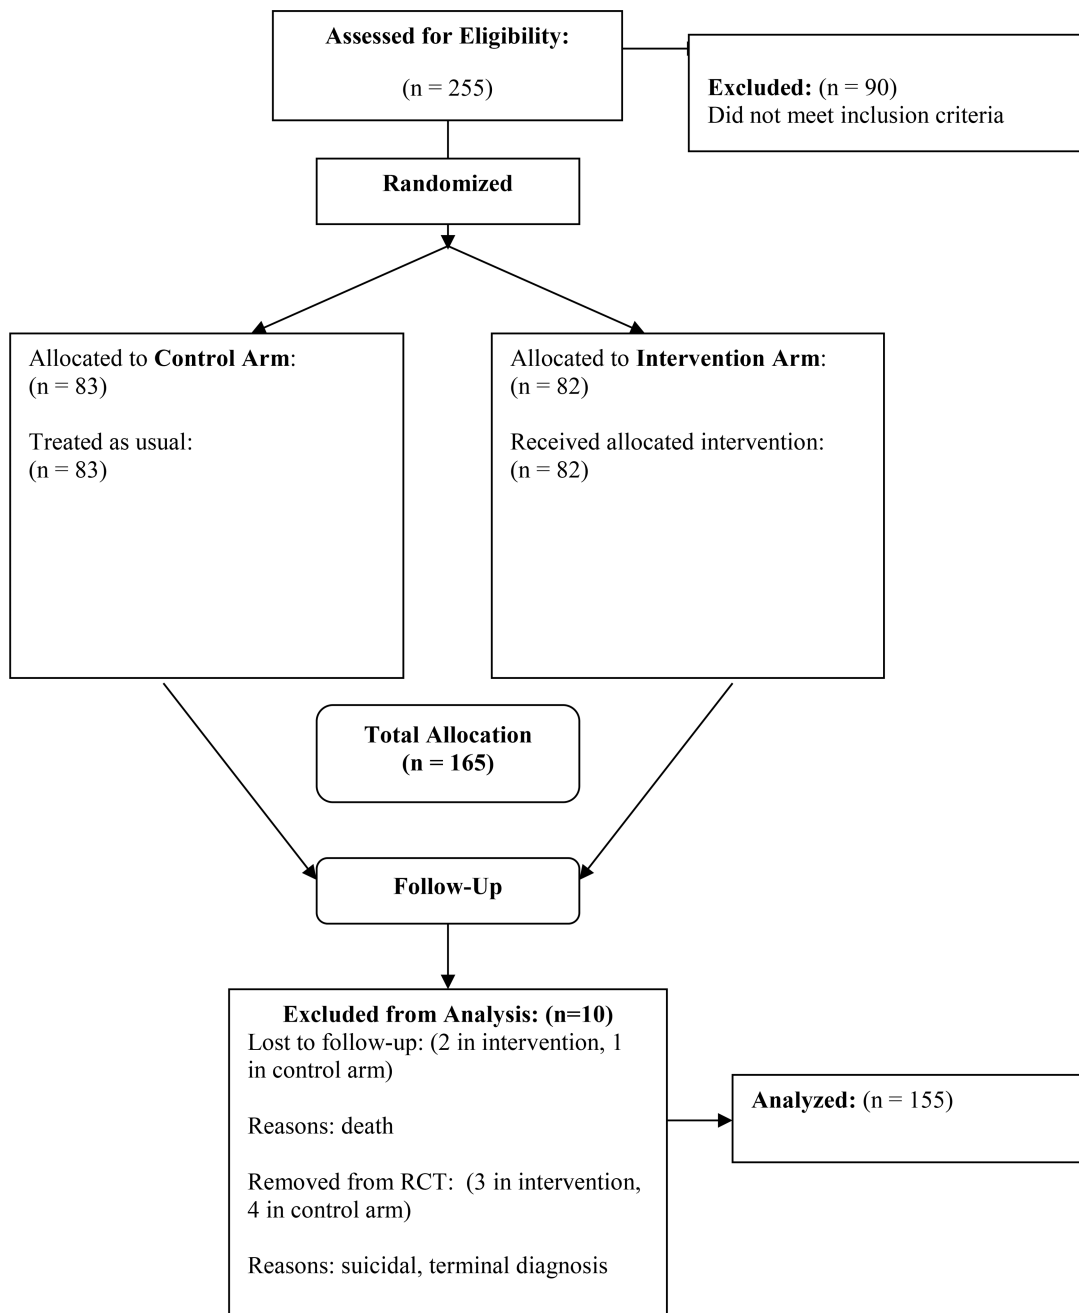 Assessed for Eligibility:
(n = 255)
Excluded: (n = 90)
Did not meet inclusion criteria
Randomized
Allocated to Control Arm:
(n = 83)
Treated as usual:
(n = 83)
Allocated to Intervention Arm:
(n = 82)
Received allocated intervention:
(n = 82)
Total Allocation
(n = 165)
Follow-Up
Excluded from Analysis: (n=10)
Lost to follow-up: (2 in intervention, 1
in control arm)
Reasons: death
Removed from RCT:  (3 in intervention,
4 in control arm)
Reasons: suicidal, terminal diagnosis
Analyzed: (n = 155)